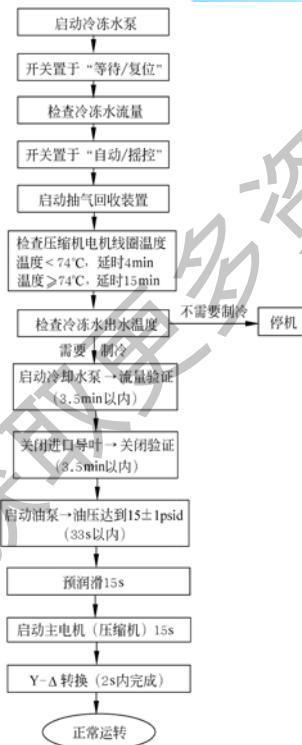 启动冷冻水泵
开关置于“等待/复位”
检查冷冻水流量
开关置于“自动/摇控”
启动抽气回收装置
检查压缩机电机线圈温度
温度<74℃，延时4min
温度≥74℃，延时15min
检查冷冻水出水温度
不需要制冷
停机
需要 制冷
启动冷却水泵→流量验证
(3.5min以内)
关闭进口导叶→关闭验证
(3.5min以内)
启动油泵→油压达到15±1psid
(33s以内)
预润滑15s
启动主电机（压缩机）15s
Y-Δ转换（2s内完成）
正常运转
获取更多资